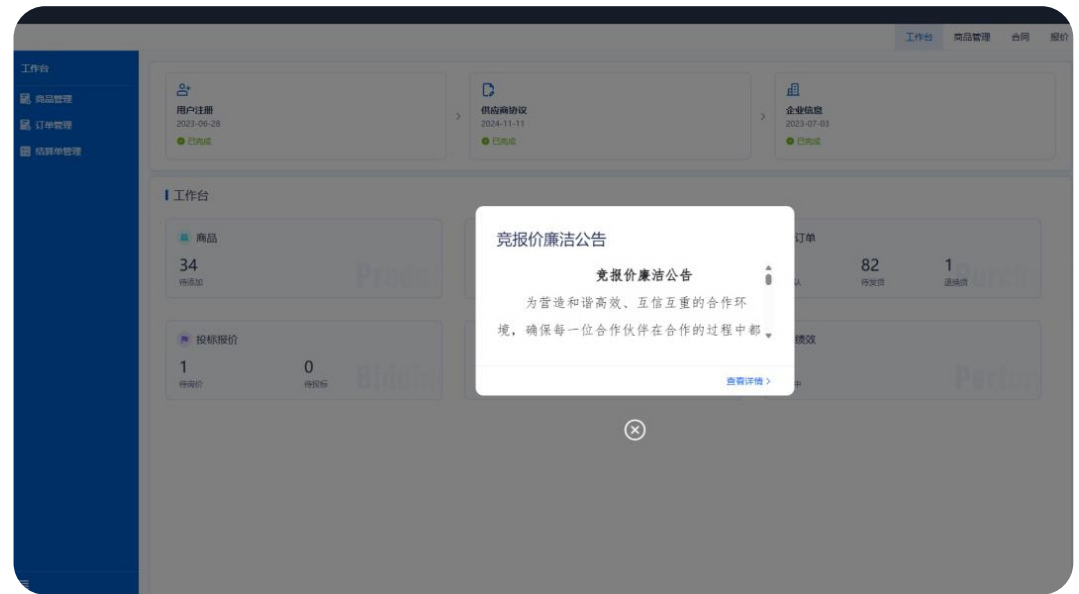 工作台 商品管理 合同 报价
工作台
商品管理
订单管理
结算单管理
用户注册
2023-06-28
已完成
供应商协议
2024-11-11
已完成
企业信息
2023-07-03
已完成
工作台
商品
34
待添加
订单
82
待发货
1
退换货
投标报价
1
待询价
0
待投标
Bidding
绩效
竞报价廉洁公告
竞报价廉洁公告
为营造和谐高效、互信互重的合作环
境，确保每一位合作伙伴在合作的过程中都
查看详情 >